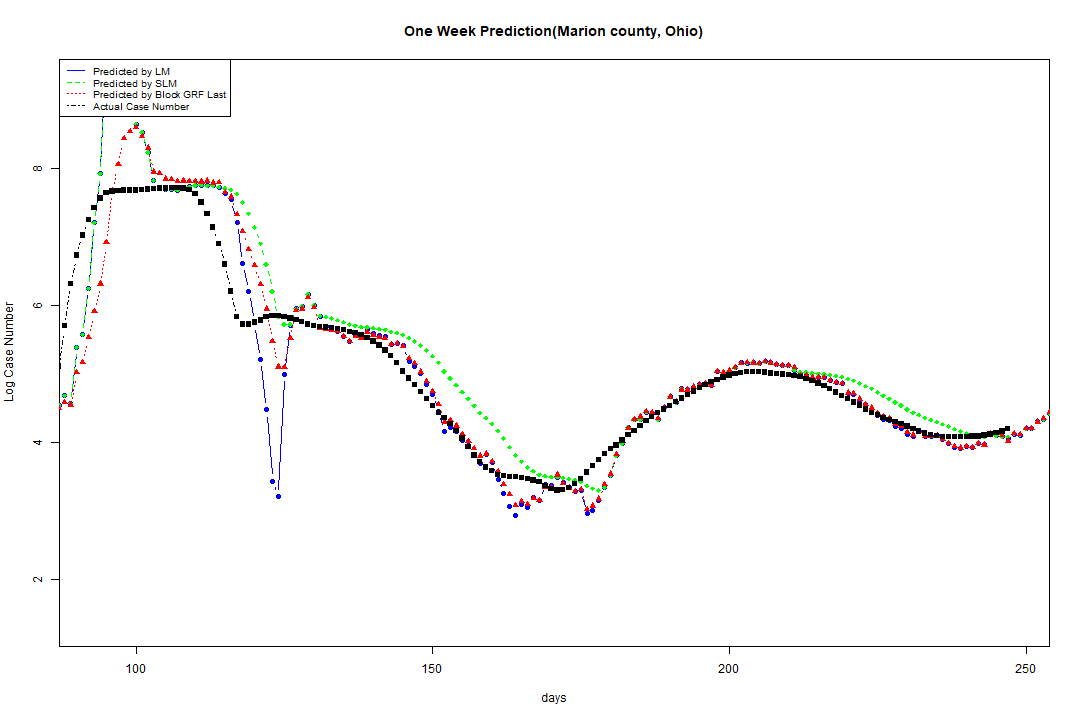 One Week Prediction(Marion county, Ohio)
Predicted by LM
Predicted by SLM
Predicted by Block GRF Last
Actual Case Number
8
6
4
2
Log Case Number
100 150 200 250
days